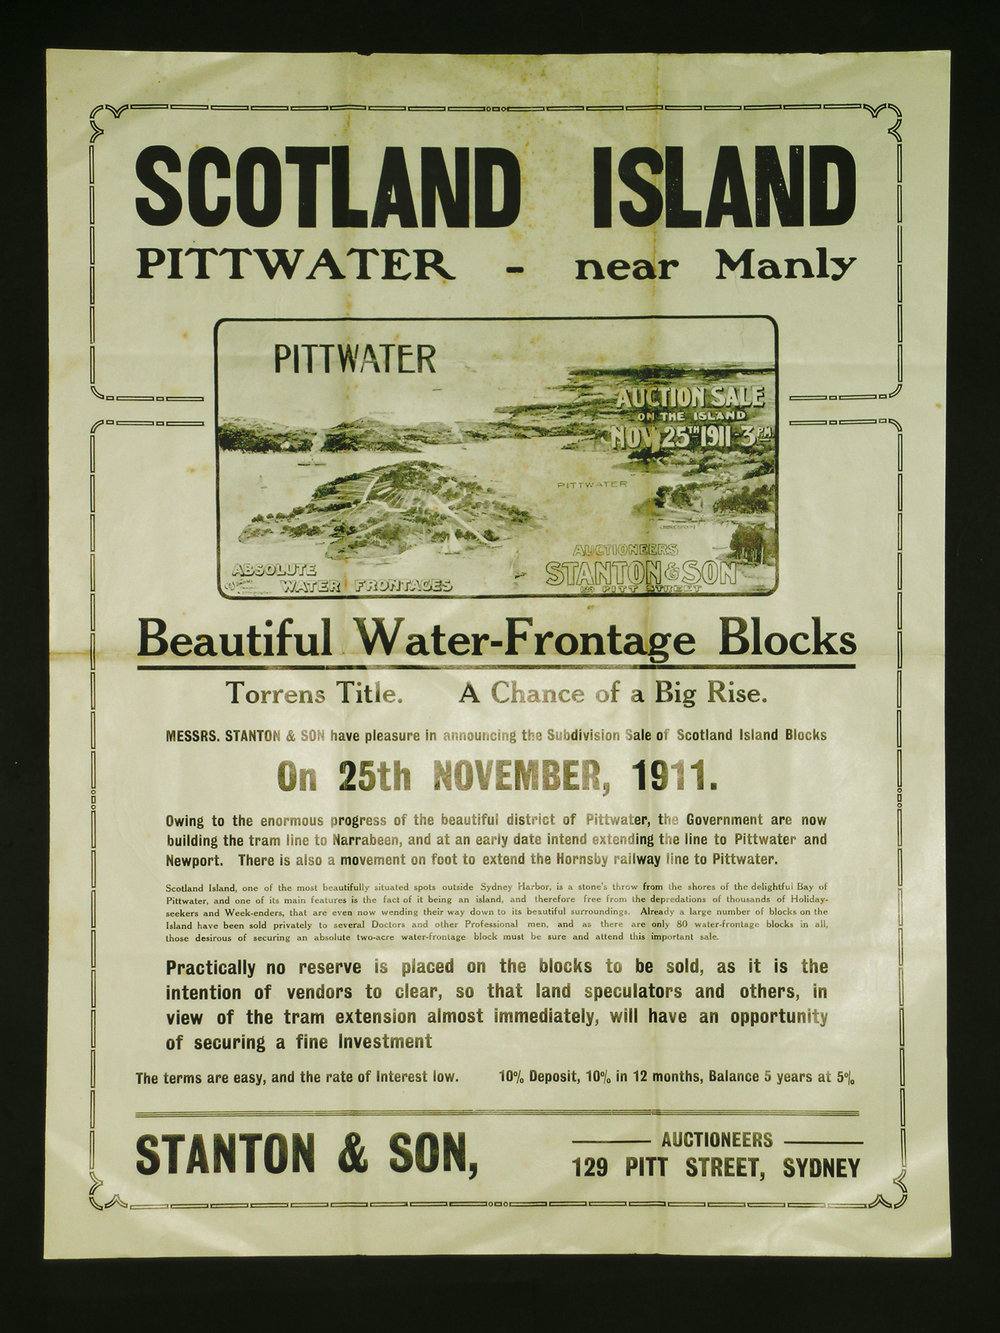 SCOTLAND ISLAND
PITTWATER - near Manly
PITTWATER
AUCTION SALE
ON THE ISLAND
NOV 25TH 1911-3PM
PITTWATER
AUCTIONEERS
STANTON & SON
129 PITT STREET
ABSOLUTE
WATER FRONTAGES
Beautiful Water-Frontage Blocks
Torrens Title. A Chance of a Big Rise.
MESSRS. STANTON & SON have pleasure in announcing the Subdivision Sale of Scotland Island Blocks
On 25th NOVEMBER, 1911.
Owing to the enormous progress of the beautiful district of Pittwater, the Government are now
building the tram line to Narrabeen, and at an early date intend extending the line to Pittwater and
Newport. There is also a movement on foot to extend the Hornsby railway line to Pittwater.
Scotland Island, one of the most beautifully situated spots outside Sydney Harbor, is a stone's throw from the shores of the delightful Bay of
Pittwater, and one of its main features is the fact of it being an island, and therefore free from the depredations of thousands of Holiday-
seekers and Week-enders, that are even now wending their way down to its beautiful surroundings. Already a large number of blocks on the
Island have been sold privately to several Doctors and other Professional men, and as there are only 80 water-frontage blocks in all,
those desirous of securing an absolute two-acre water-frontage block must be sure and attend this important sale.
Practically no reserve is placed on the blocks to be sold, as it is the
intention of vendors to clear, so that land speculators and others, in
view of the tram extension almost immediately, will have an opportunity
of securing a fine Investment
The terms are easy, and the rate of Interest low. 10% Deposit, 10% in 12 months, Balance 5 years at 5%
STANTON & SON,
AUCTIONEERS
129 PITT STREET, SYDNEY